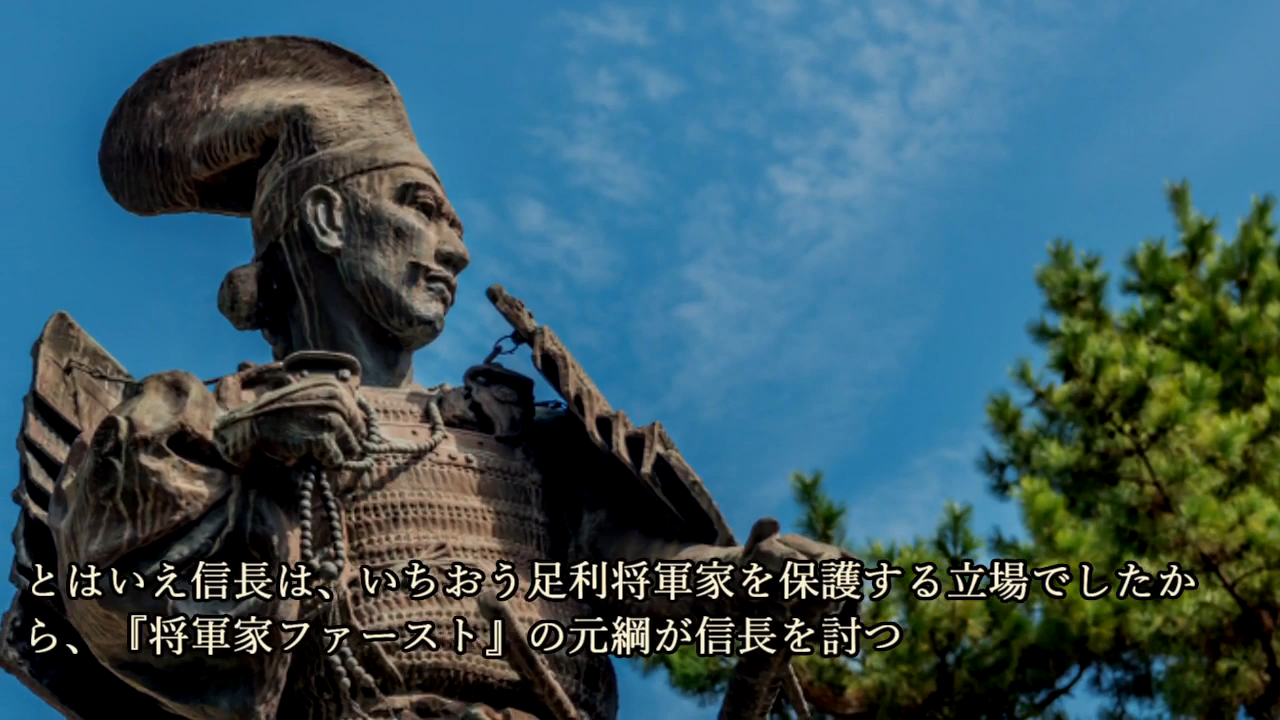 とはいえ信長は、いちおう足利将軍家を保護する立場でしたか
ら、『将軍家ファースト』の元綱が信長を討つ